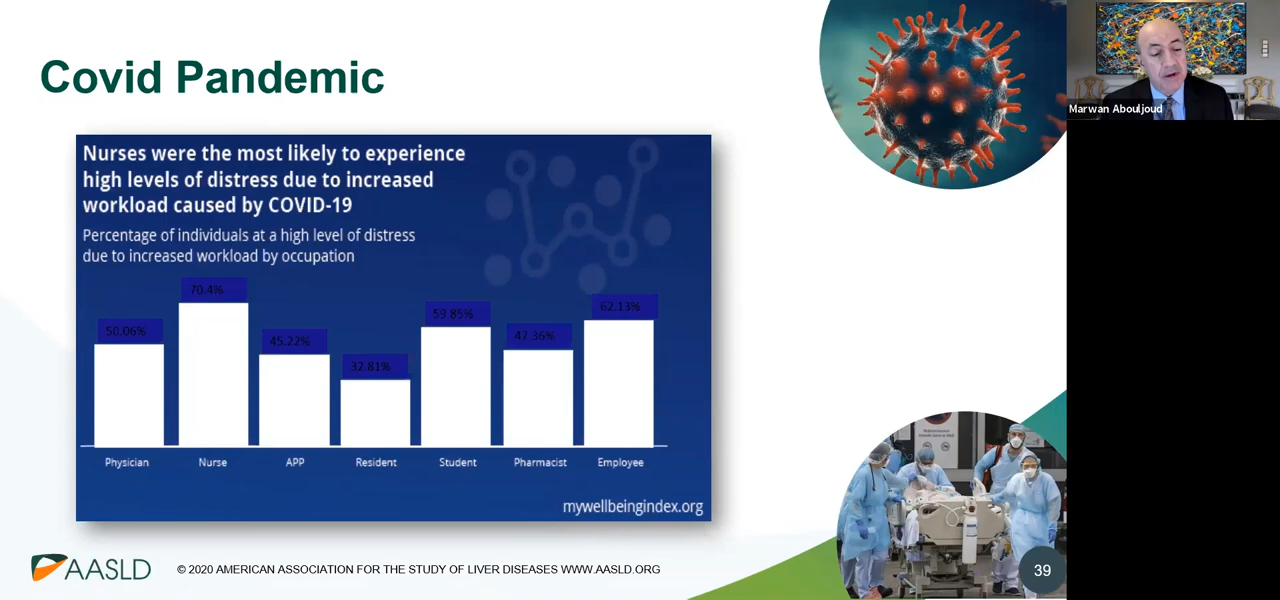 Covid Pandemic
Marwan Abouljoud
Nurses were the most likely to experience
high levels of distress due to increased
workload caused by COVID-19
Percentage of individuals at a high level of distress
due to increased workload by occupation
50.06%
70.4%
45.22%
32.81%
59.85%
47.36%
62.13%
Physician
Nurse
APP
Resident
Student
Pharmacist
Employee
mywellbeingindex.org
AASLD
© 2020 AMERICAN ASSOCIATION FOR THE STUDY OF LIVER DISEASES WWW.AASLD.ORG
39